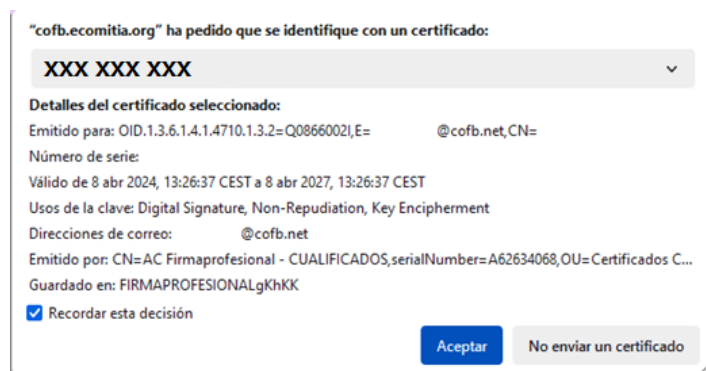 “cofb.ecomitia.org” ha pedido que se identifique con un certificado:
XXX XXX XXX
Detalles del certificado seleccionado:
Emitido para: OID.1.3.6.1.4.1.4710.1.3.2=Q0866002I,E= @cofb.net,CN=
Número de serie:
Válido de 8 abr 2024, 13:26:37 CEST a 8 abr 2027, 13:26:37 CEST
Usos de la clave: Digital Signature, Non-Repudiation, Key Encipherment
Direcciones de correo: @cofb.net
Emitido por: CN=AC Firmaprofesional - CUALIFICADOS,serialNumber=A62634068,OU=Certificados C...
Guardado en: FIRMAPROFESIONALgKhKK
Recordar esta decisión
Aceptar No enviar un certificado